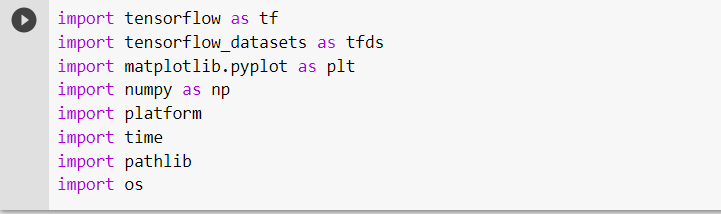 import tensorflow as tf
import tensorflow_datasets as tfds
import matplotlib.pyplot as plt
import numpy as np
import platform
import time
import pathlib
import os